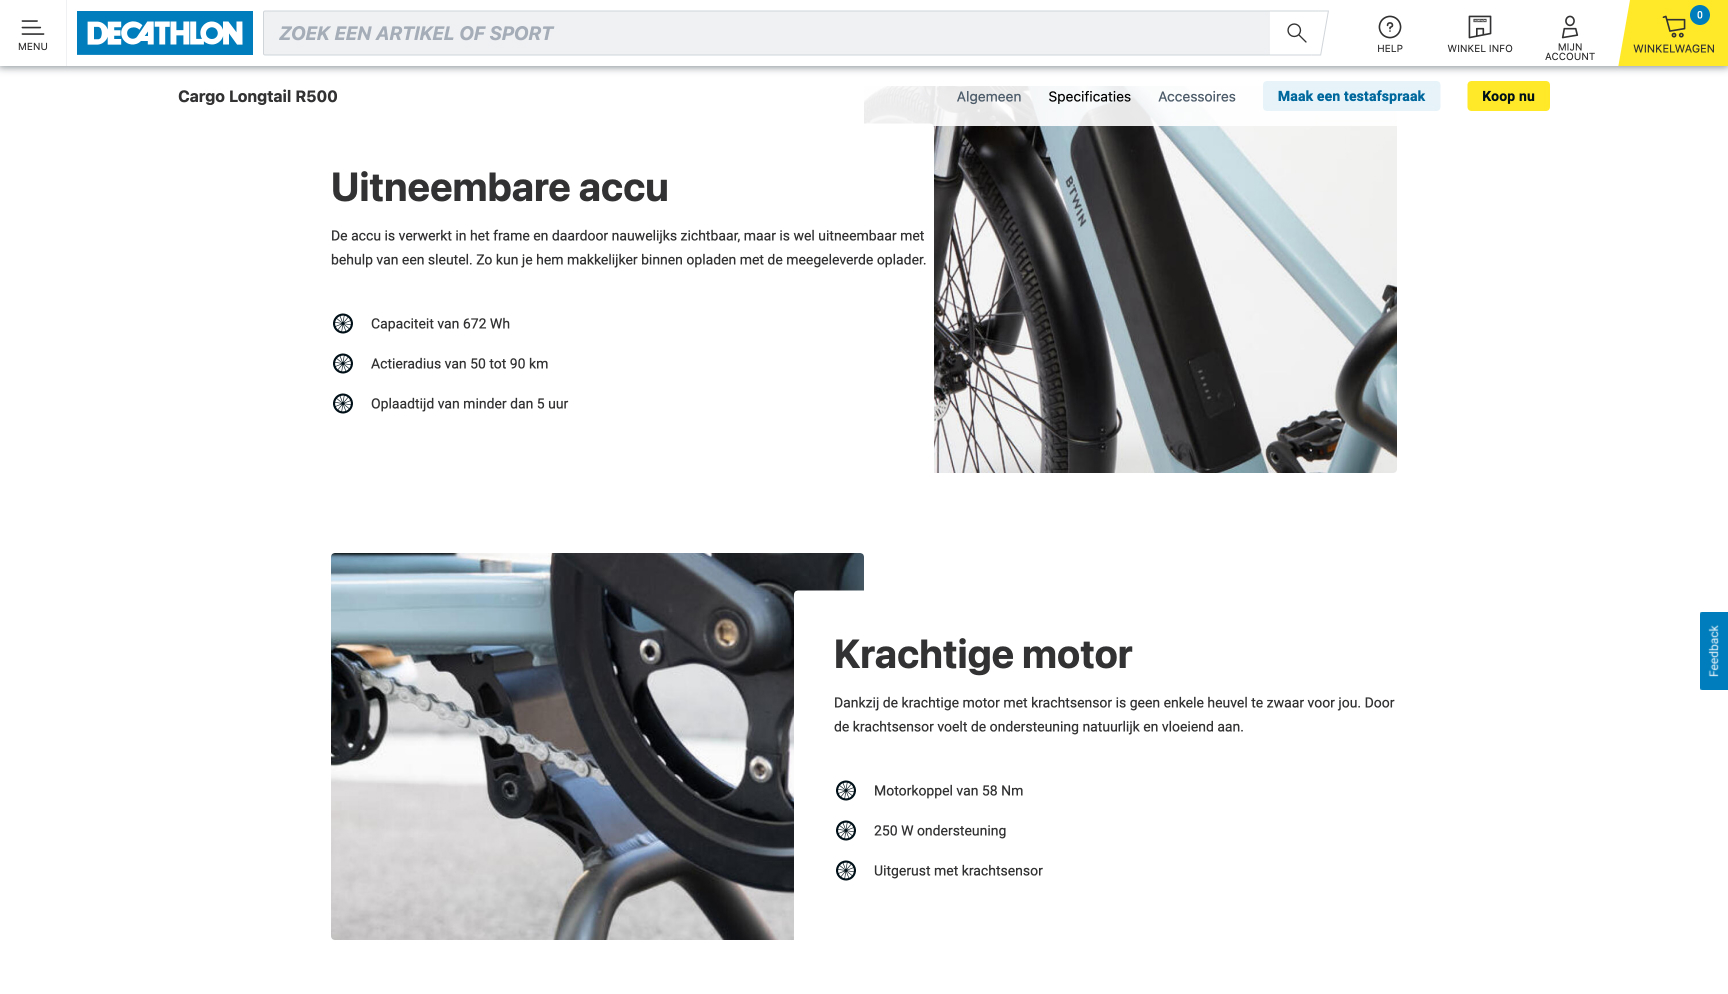 MENU
DECATHLON
ZOEK EEN ARTIKEL OF SPORT
HELP
WINKEL INFO
MIJN
ACCOUNT
0
WINKELWAGEN
Cargo Longtail R500
Algemeen
Specificaties
Accessoires
Maak een testafspraak
Koop nu
Uitneembare accu
De accu is verwerkt in het frame en daardoor nauwelijks zichtbaar, maar is wel uitneembaar met
behulp van een sleutel. Zo kun je hem makkelijker binnen opladen met de meegeleverde oplader.
Capaciteit van 672 Wh
Actieradius van 50 tot 90 km
Oplaadtijd van minder dan 5 uur
B'TWIN
Krachtige motor
Dankzij de krachtige motor met krachtsensor is geen enkele heuvel te zwaar voor jou. Door
de krachtsensor voelt de ondersteuning natuurlijk en vloeiend aan.
Motorkoppel van 58 Nm
250 W ondersteuning
Uitgerust met krachtsensor
Feedback